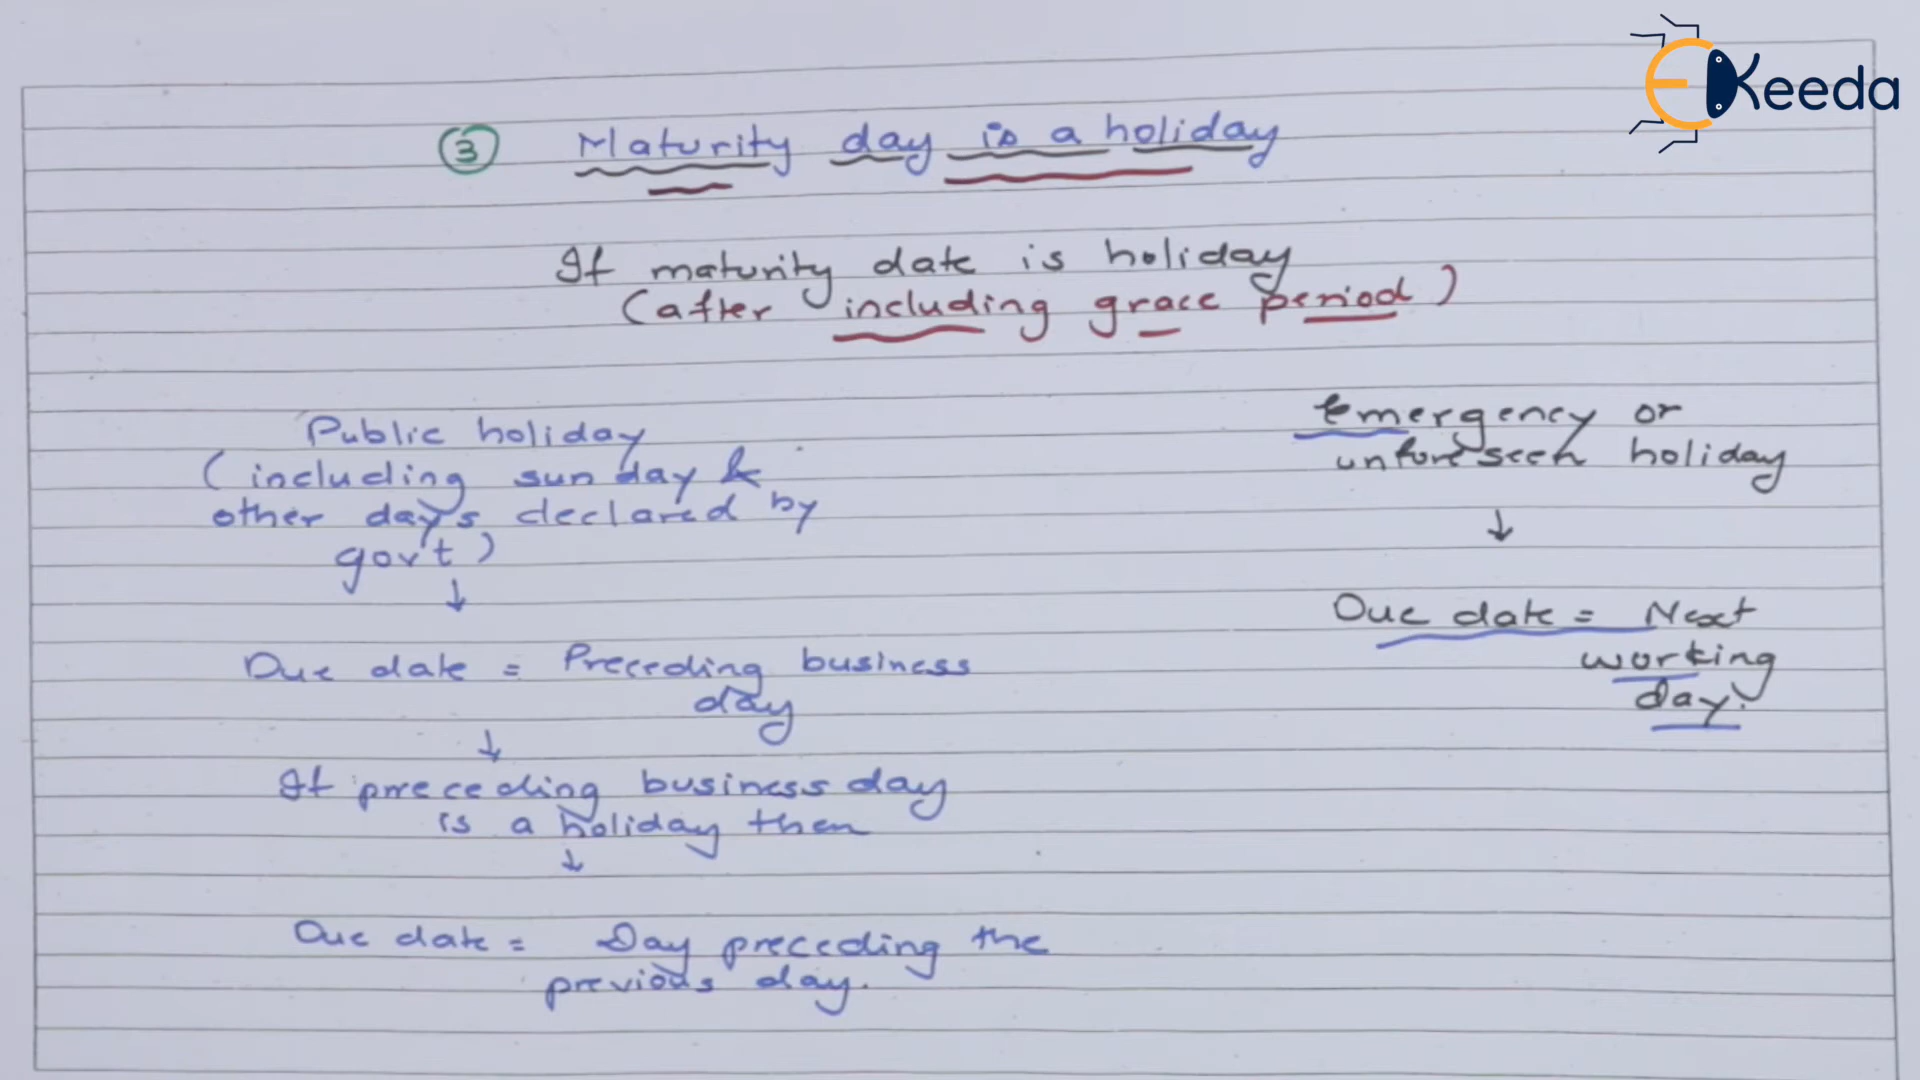 EKeeda
3 Maturity day is a holiday
If maturity date is holiday
(after including grace period)
Public holiday
(including sunday &
other days declared by
gov't)
↓
Due date = Preceding business
day
↓
If preceding business day
is a holiday then
↓
Due date = Day preceding the
previous day.
Emergency or
unforeseen holiday
↓
Due date = Next
working
day.